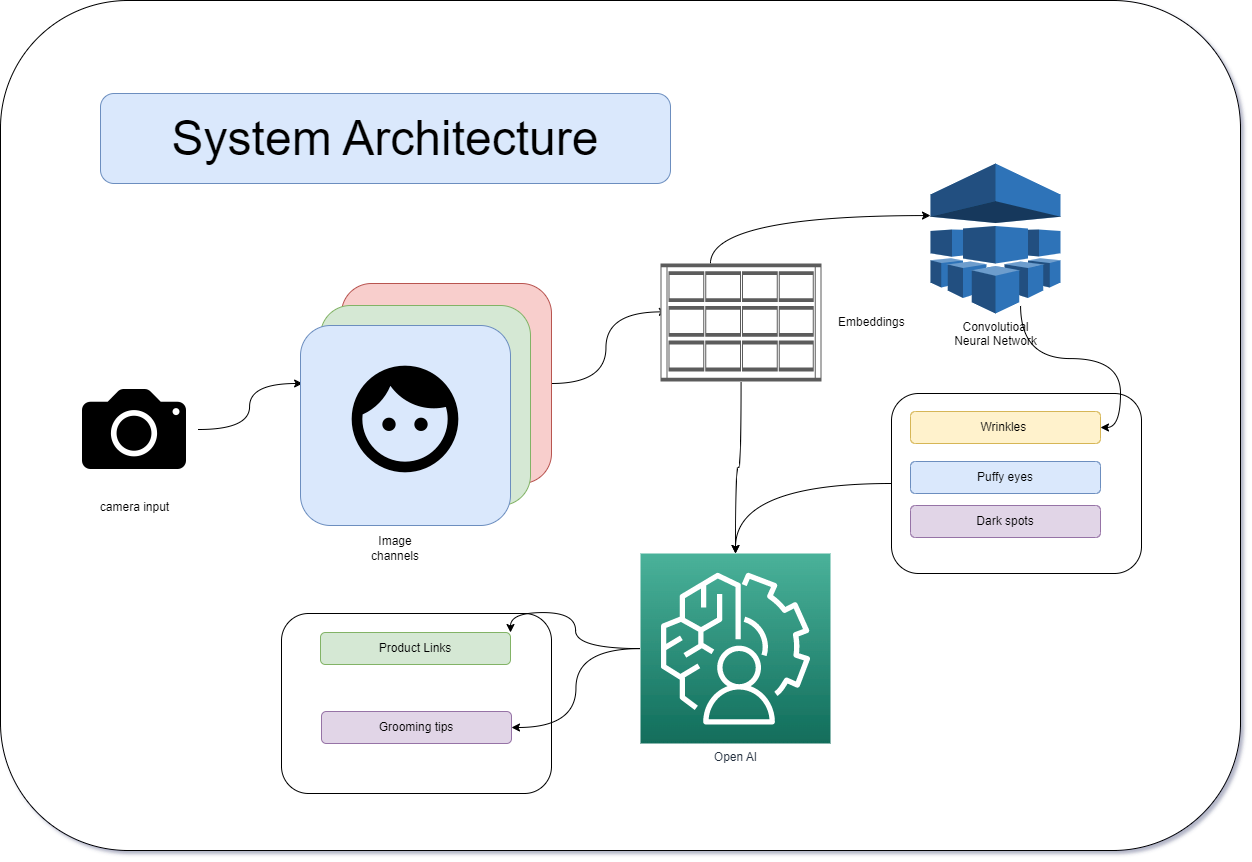 System Architecture
Embeddings
Convolutioal
Neural Network
Wrinkles
Puffy eyes
Dark spots
camera input
Image
channels
Product Links
Grooming tips
Open AI